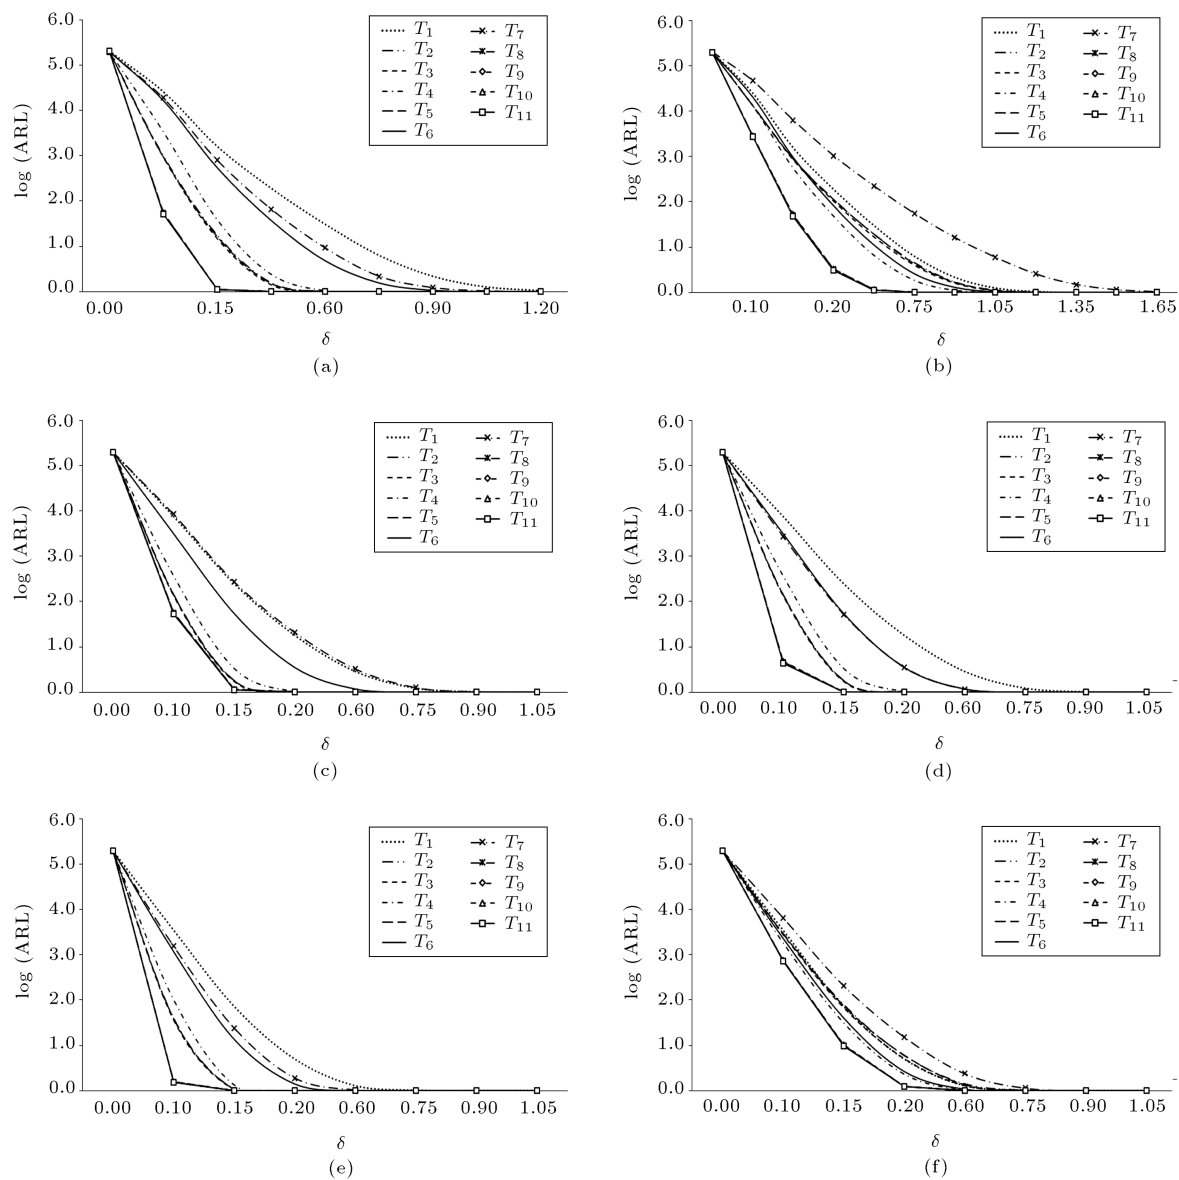 6.0
5.0
4.0
3.0
2.0
1.0
0.0
log (ARL)
T1 T7
T2 T8
T3 T9
T4 T10
T5 T11
T6
0.00 0.15 0.30 0.60 0.90 1.20
δ
(a)
6.0
5.0
4.0
3.0
2.0
1.0
0.0
log (ARL)
T1 T7
T2 T8
T3 T9
T4 T10
T5 T11
T6
0.10 0.20 0.75 1.05 1.35 1.65
δ
(b)
6.0
5.0
4.0
3.0
2.0
1.0
0.0
log (ARL)
T1 T7
T2 T8
T3 T9
T4 T10
T5 T11
T6
0.00 0.10 0.15 0.20 0.60 0.75 0.90 1.05
δ
(c)
6.0
5.0
4.0
3.0
2.0
1.0
0.0
log (ARL)
T1 T7
T2 T8
T3 T9
T4 T10
T5 T11
T6
0.00 0.10 0.15 0.20 0.60 0.75 0.90 1.05
δ
(d)
6.0
5.0
4.0
3.0
2.0
1.0
0.0
log (ARL)
T1 T7
T2 T8
T3 T9
T4 T10
T5 T11
T6
0.00 0.10 0.15 0.20 0.60 0.75 0.90 1.05
δ
(e)
6.0
5.0
4.0
3.0
2.0
1.0
0.0
log (ARL)
T1 T7
T2 T8
T3 T9
T4 T10
T5 T11
T6
0.00 0.10 0.15 0.20 0.60 0.75 0.90 1.05
δ
(f)